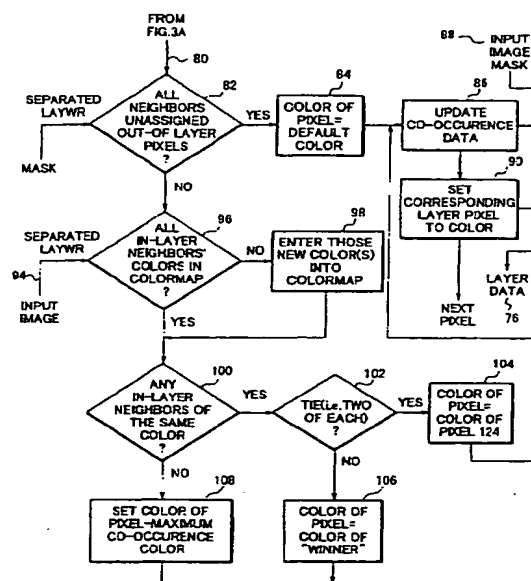 FROM
FIG.3A
80
82
ALL
NEIGHBORS
UNASSIGNED
OUT-OF LAYER
PIXELS
?
SEPARATED
LAYWR
MASK
YES
NO
84
COLOR OF
PIXEL=
DEFAULT
COLOR
88
INPUT
IMAGE
MASK
86
UPDATE
CO-OCCURENCE
DATA
90
SET
CORRESPONDING
LAYER PIXEL
TO COLOR
NEXT
PIXEL
LAYER
DATA
76
96
ALL
IN-LAYER
NEIGHBORS'
COLORS IN
COLORMAP
?
SEPARATED
LAYWR
94
INPUT
IMAGE
NO
YES
98
ENTER THOSE
NEW COLOR(S)
INTO
COLORMAP
100
ANY
IN-LAYER
NEIGHBORS OF
THE SAME
COLOR
?
YES
NO
102
TIE(i.e.TWO
OF EACH)
?
YES
NO
104
COLOR OF
PIXEL=
COLOR OF
PIXEL 124
108
SET COLOR OF
PIXEL-MAXIMUM
CO-OCCURENCE
COLOR
106
COLOR OF
PIXEL=
COLOR OF
"WINNER"